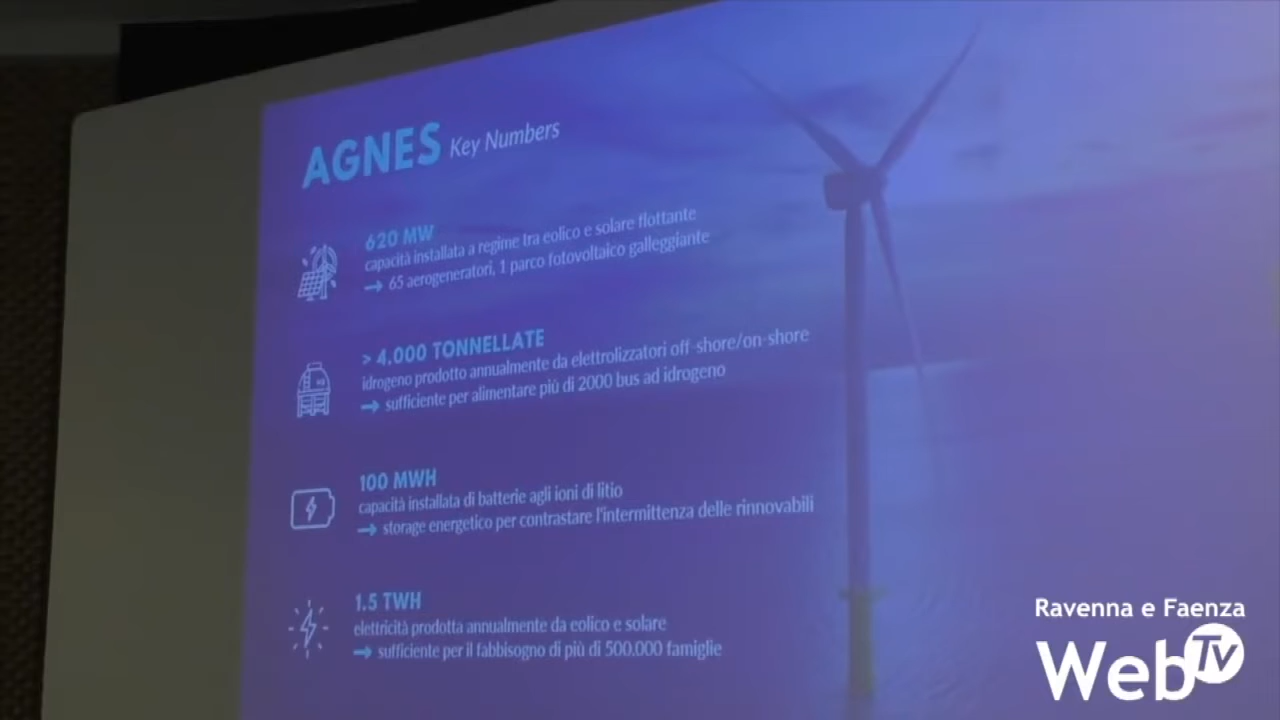 AGNES Key Numbers
620 MW
capacità installata a regime tra eolico e solare flottante
→ 65 aerogeneratori, 1 parco fotovoltaico galleggiante
> 4.000 TONNELLATE
idrogeno prodotto annualmente da elettrolizzatori off-shore/on-shore
→ sufficiente per alimentare più di 2000 bus ad idrogeno
100 MWH
capacità installata di batterie agli ioni di litio
→ storage energetico per contrastare l'intermittenza delle rinnovabili
1.5 TWH
elettricità prodotta annualmente da eolico e solare
→ sufficiente per il fabbisogno di più di 500.000 famiglie
Ravenna e Faenza
Web Tv